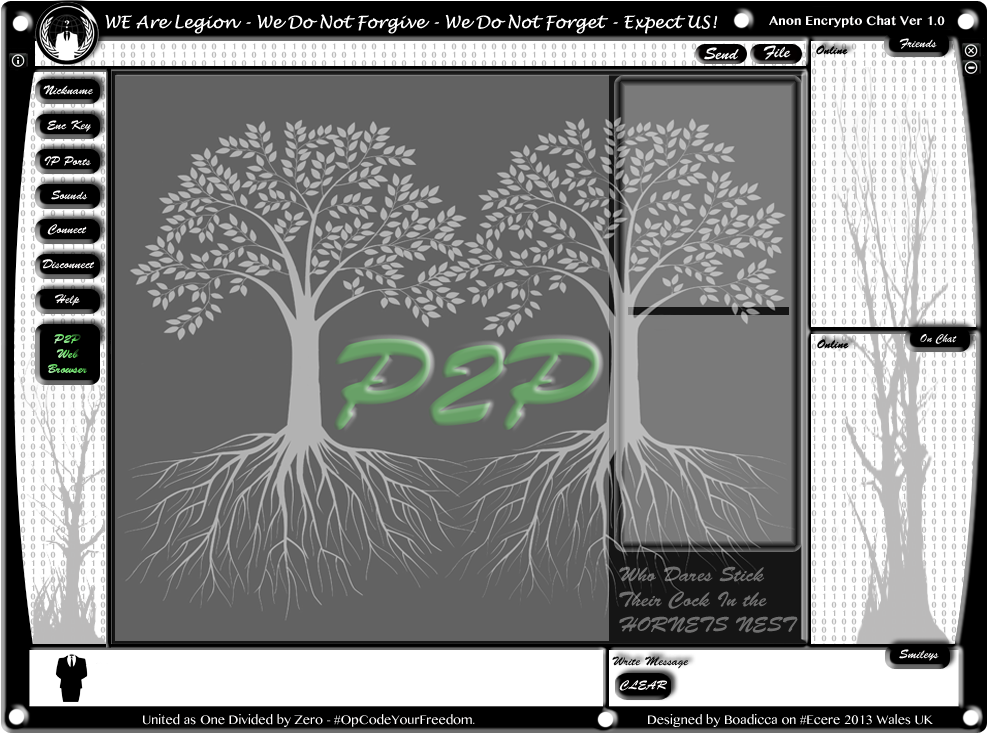 WE Are Legion - We Do Not Forgive - We Do Not Forget - Expect US!
Anon Encrypto Chat Ver 1.0
Send
File
Online
Friends
Nickname
Enc Key
IP Ports
Sounds
Connect
Disconnect
Help
P2P
Web
Browser
P2P
Online
On Chat
Who Dares Stick
Their Cock In the
HORNETS NEST
Write Message
Smileys
CLEAR
United as One Divided by Zero - #OpCodeYourFreedom.
Designed by Boadicca on #Ecere 2013 Wales UK